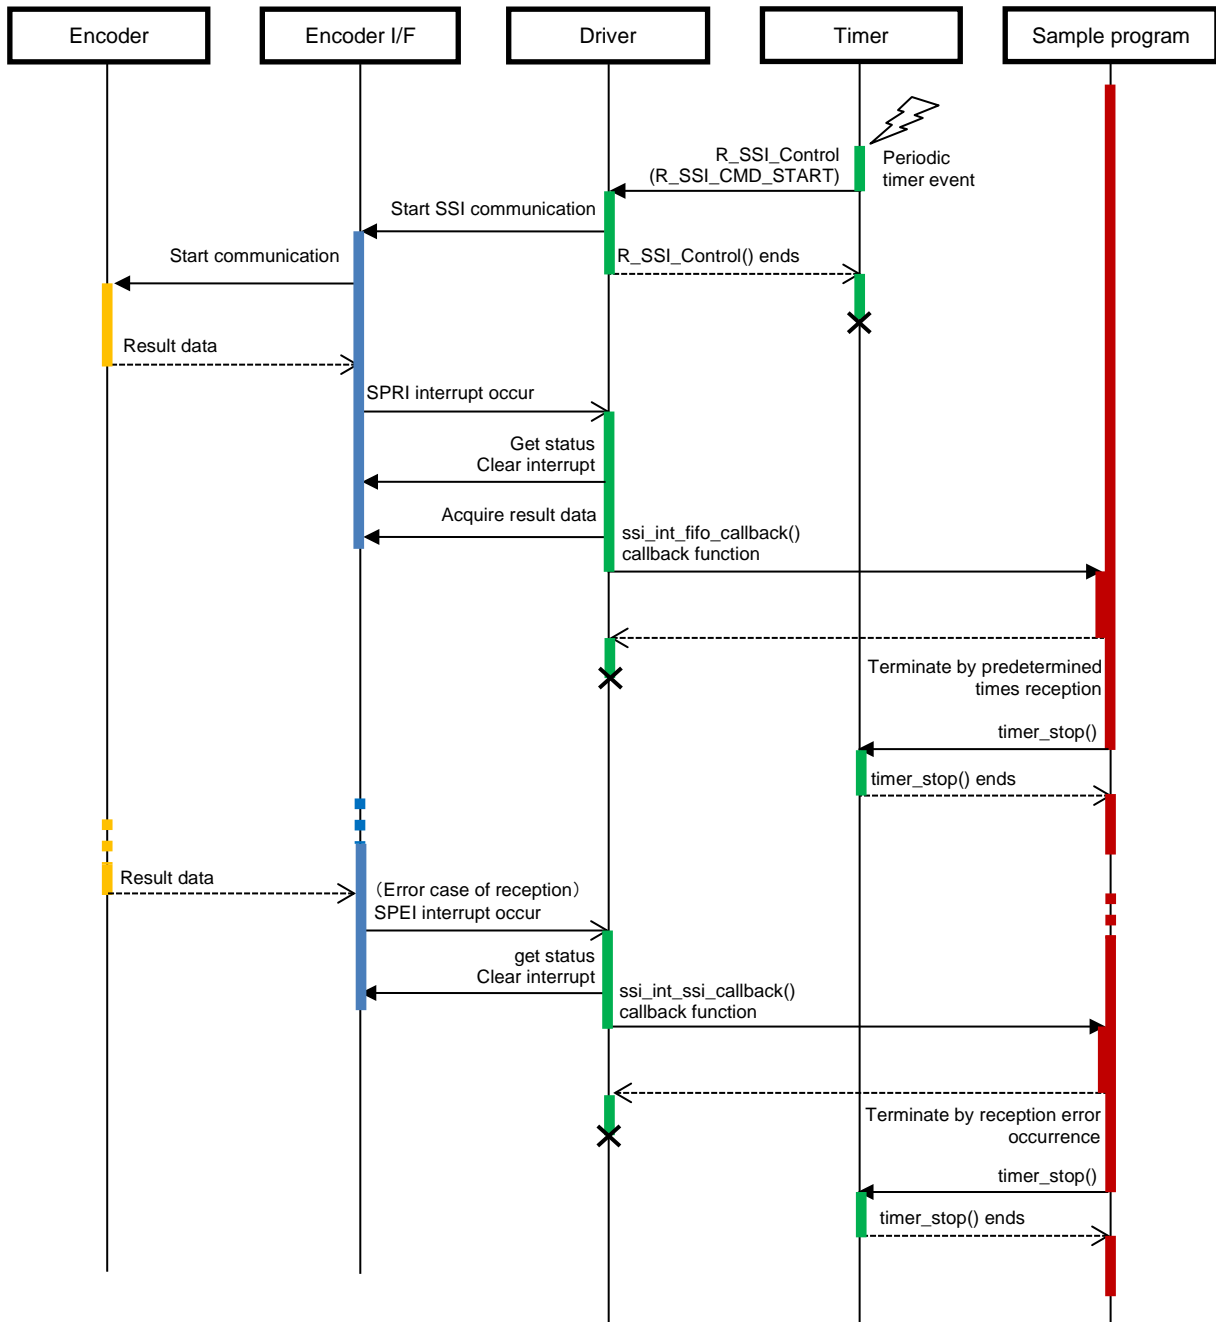 Encoder
Encoder I/F
Driver
Timer
Sample program
R_SSI_Control
(R_SSI_CMD_START)
Periodic
timer event
Start SSI communication
R_SSI_Control() ends
Start communication
Result data
SPRI interrupt occur
Get status
Clear interrupt
Acquire result data
ssi_int_fifo_callback()
callback function
Terminate by predetermined
times reception
timer_stop()
timer_stop() ends
Result data
（Error case of reception）
SPEI interrupt occur
get status
Clear interrupt
ssi_int_ssi_callback()
callback function
Terminate by reception error
occurrence
timer_stop()
timer_stop() ends